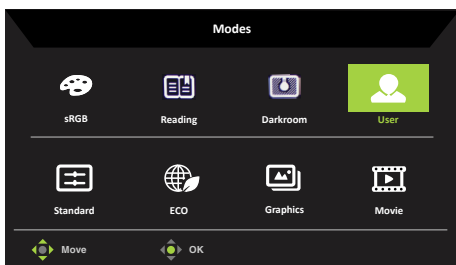 Modes
sRGB Reading Darkroom User
Standard ECO Graphics Movie
Move OK